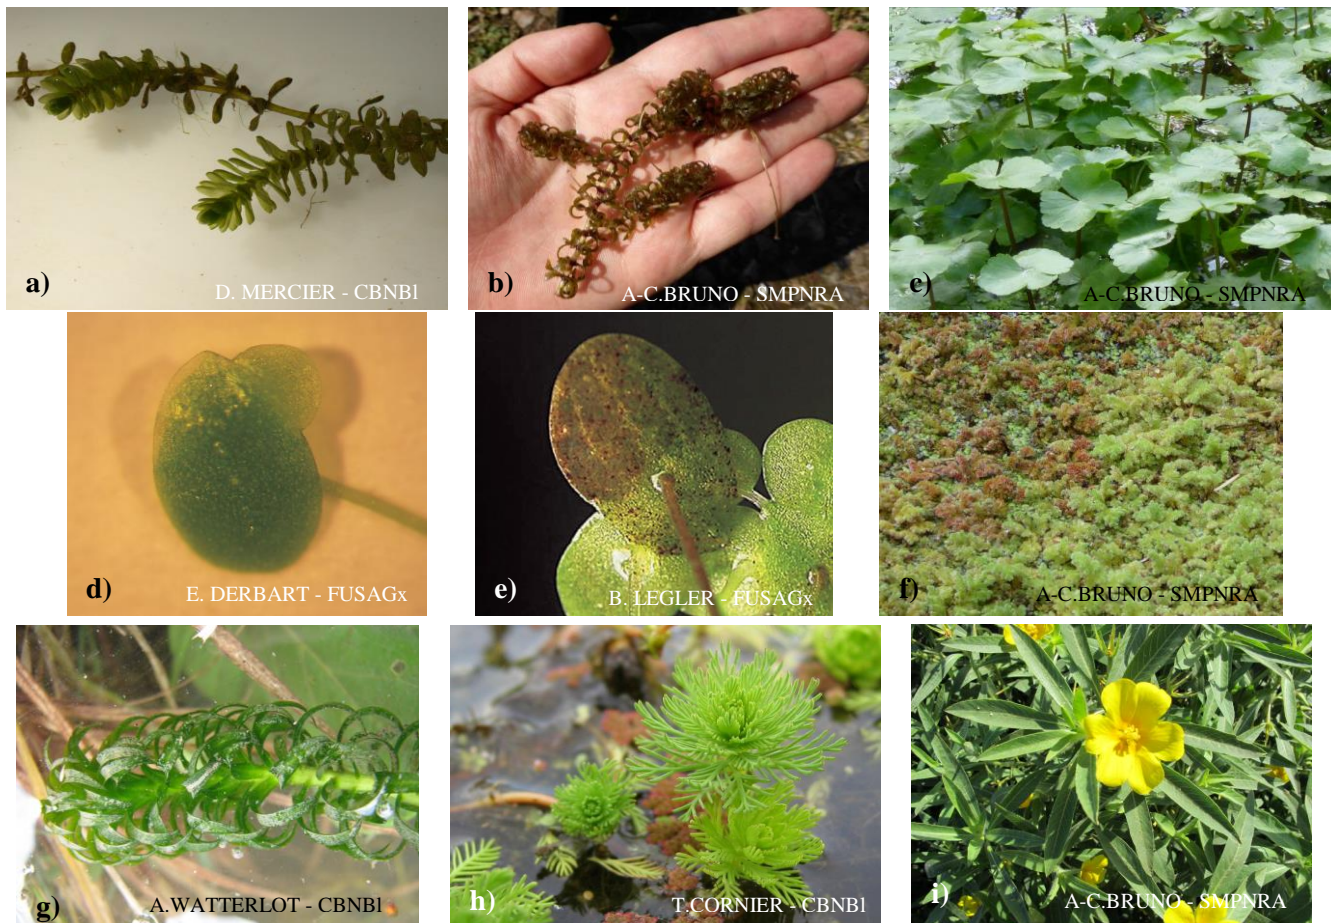 a)
D. MERCIER - CBNBl
b)
A-C.BRUNO - SMPNRA
c)
A-C.BRUNO - SMPNRA
d)
E. DERBART - FUSAGx
e)
B. LEGLER - FUSAGx
f)
A-C.BRUNO - SMPNRA
g)
A.WATTERLOT - CBNBl
h)
T.CORNIER - CBNBl
i)
A-C.BRUNO - SMPNRA